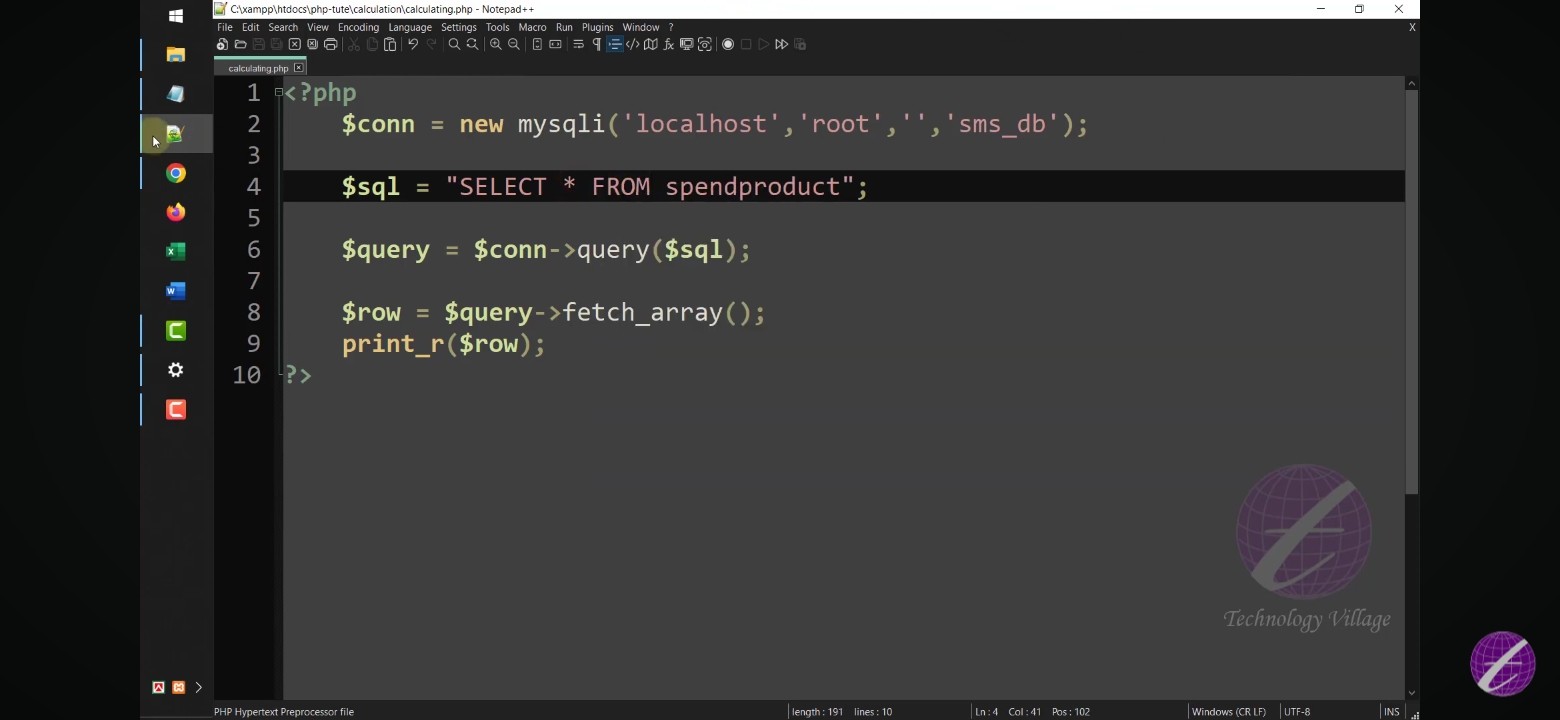 C:\xampp\htdocs\php-tute\calculation\calculating.php - Notepad++
File Edit Search View Encoding Language Settings Tools Macro Run Plugins Window ? X
calculating.php
1 <?php
2 $conn = new mysqli('localhost','root','','sms_db');
3
4 $sql = "SELECT * FROM spendproduct";
5
6 $query = $conn->query($sql);
7
8 $row = $query->fetch_array();
9 print_r($row);
10 ?>
Technology Village
PHP Hypertext Preprocessor file length : 191 lines : 10 Ln : 4 Col : 41 Pos : 102 Windows (CR LF) UTF-8 INS